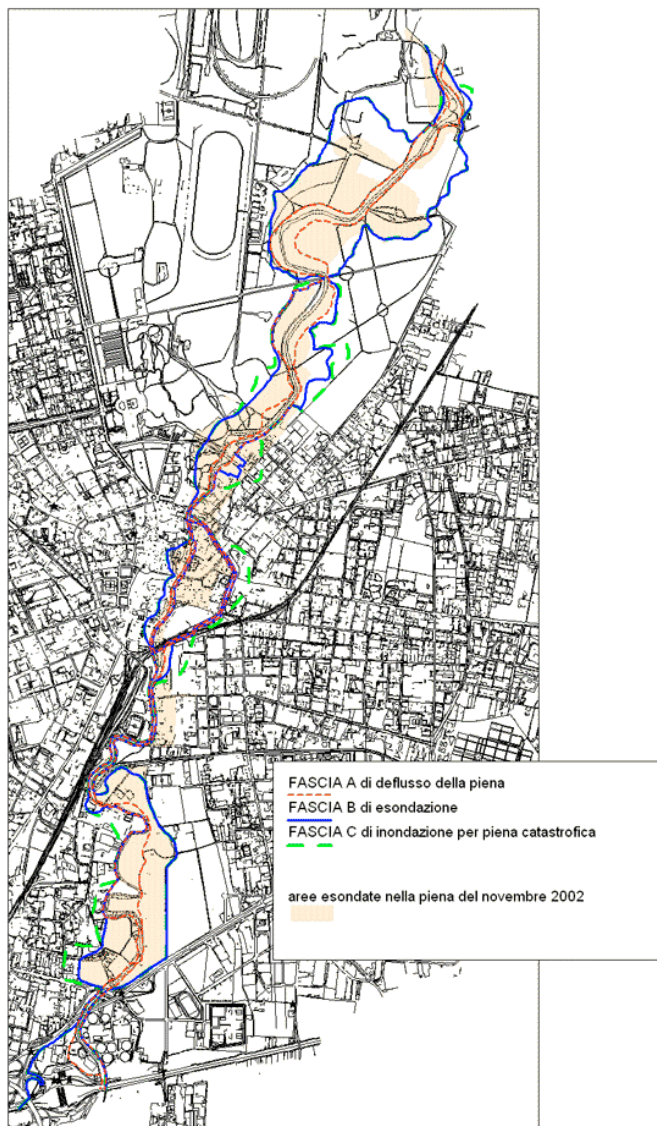 FASCIA A di deflusso della piena
FASCIA B di esondazione
FASCIA C di inondazione per piena catastrofica
aree esondate nella piena del novembre 2002